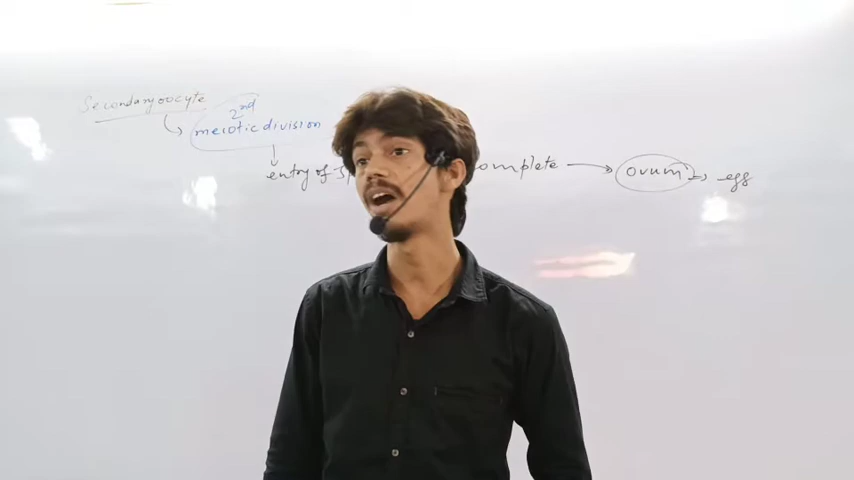 Secondary oocyte
2nd
meiotic division
entry of complete → ovum => egg